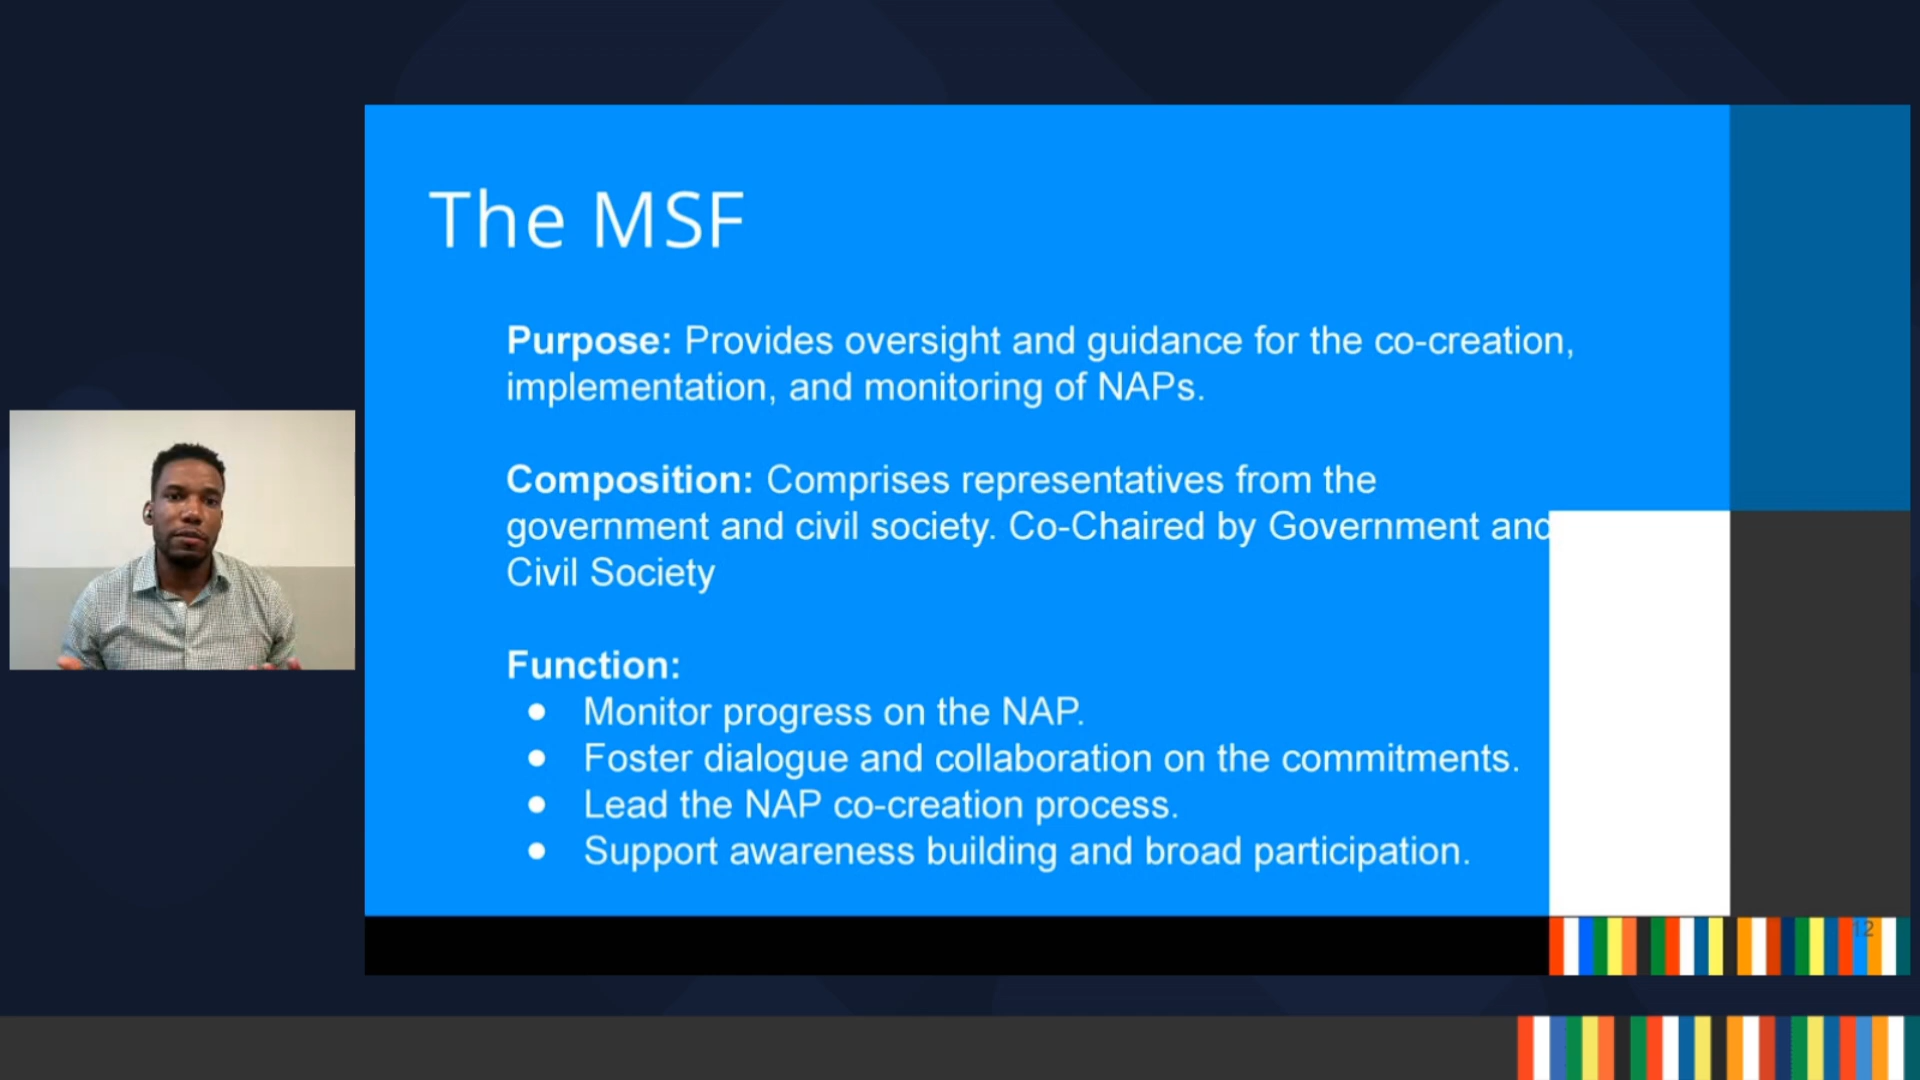 The MSF
Purpose: Provides oversight and guidance for the co-creation,
implementation, and monitoring of NAPs.
Composition: Comprises representatives from the
government and civil society. Co-Chaired by Government and
Civil Society
Function:
● Monitor progress on the NAP.
● Foster dialogue and collaboration on the commitments.
● Lead the NAP co-creation process.
● Support awareness building and broad participation.
12